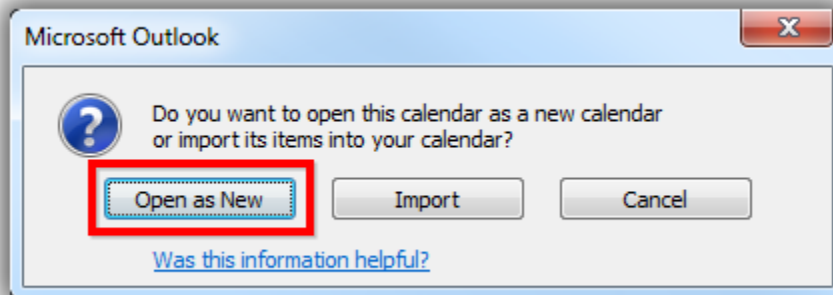 Microsoft Outlook
Do you want to open this calendar as a new calendar
or import its items into your calendar?
Open as New
Import
Cancel
Was this information helpful?